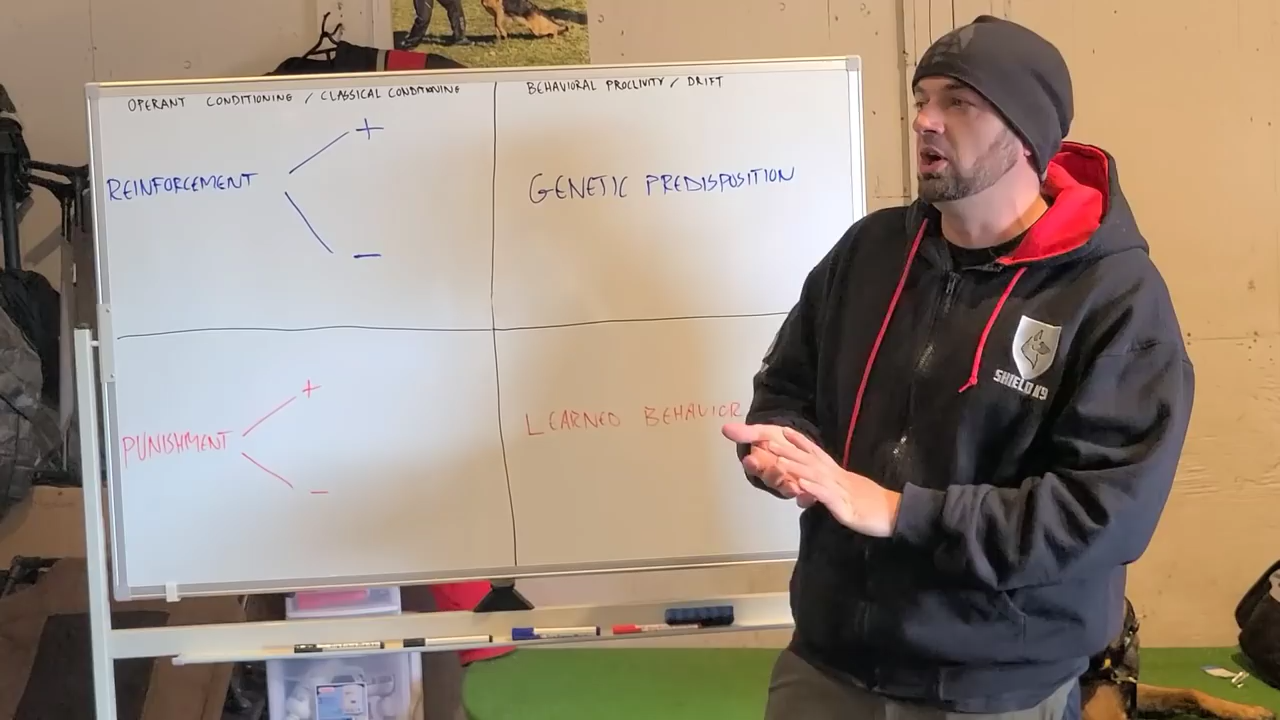 OPERANT CONDITIONING / CLASSICAL CONDITIONING
BEHAVIORAL PROCLIVITY / DRIFT
+
REINFORCEMENT
GENETIC PREDISPOSITION
−
+
PUNISHMENT
LEARNED BEHAVIOR
−
SHIELD K9